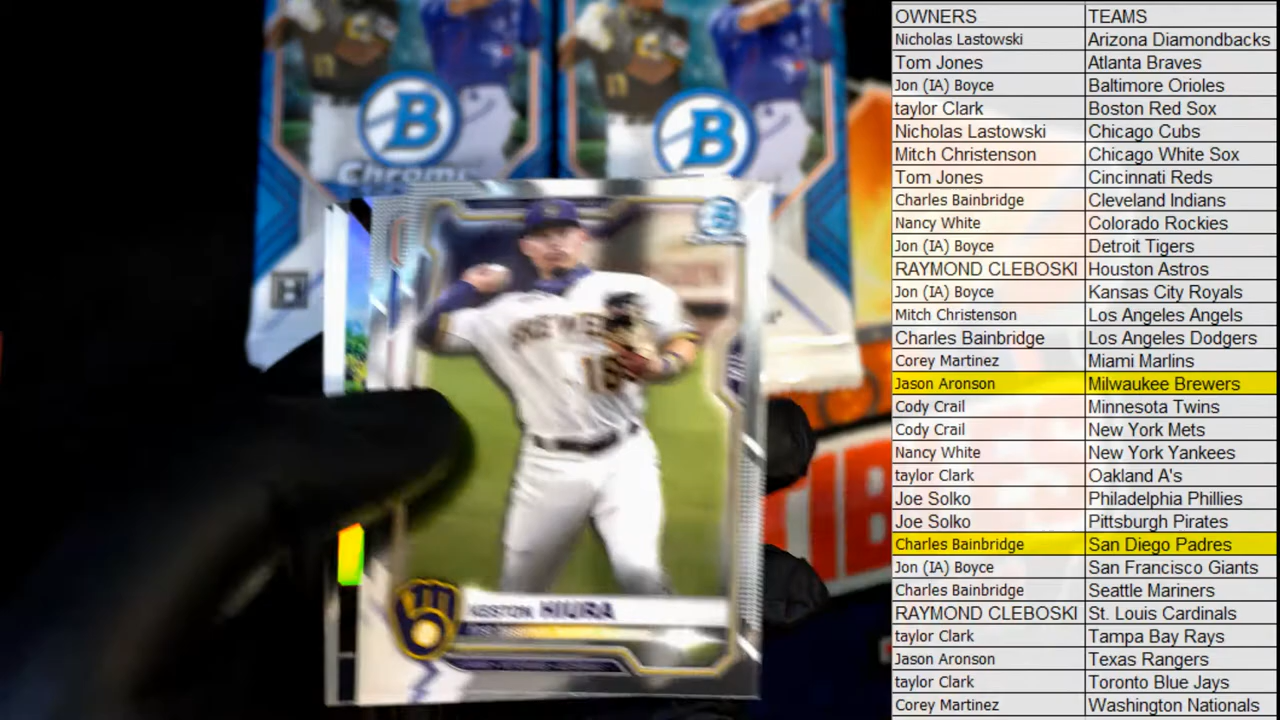 B
B
Chrome
H
16
HIURA
TIB
OWNERS TEAMS
Nicholas Lastowski Arizona Diamondbacks
Tom Jones Atlanta Braves
Jon (IA) Boyce Baltimore Orioles
taylor Clark Boston Red Sox
Nicholas Lastowski Chicago Cubs
Mitch Christenson Chicago White Sox
Tom Jones Cincinnati Reds
Charles Bainbridge Cleveland Indians
Nancy White Colorado Rockies
Jon (IA) Boyce Detroit Tigers
RAYMOND CLEBOSKI Houston Astros
Jon (IA) Boyce Kansas City Royals
Mitch Christenson Los Angeles Angels
Charles Bainbridge Los Angeles Dodgers
Corey Martinez Miami Marlins
Jason Aronson Milwaukee Brewers
Cody Crail Minnesota Twins
Cody Crail New York Mets
Nancy White New York Yankees
taylor Clark Oakland A's
Joe Solko Philadelphia Phillies
Joe Solko Pittsburgh Pirates
Charles Bainbridge San Diego Padres
Jon (IA) Boyce San Francisco Giants
Charles Bainbridge Seattle Mariners
RAYMOND CLEBOSKI St. Louis Cardinals
taylor Clark Tampa Bay Rays
Jason Aronson Texas Rangers
taylor Clark Toronto Blue Jays
Corey Martinez Washington Nationals